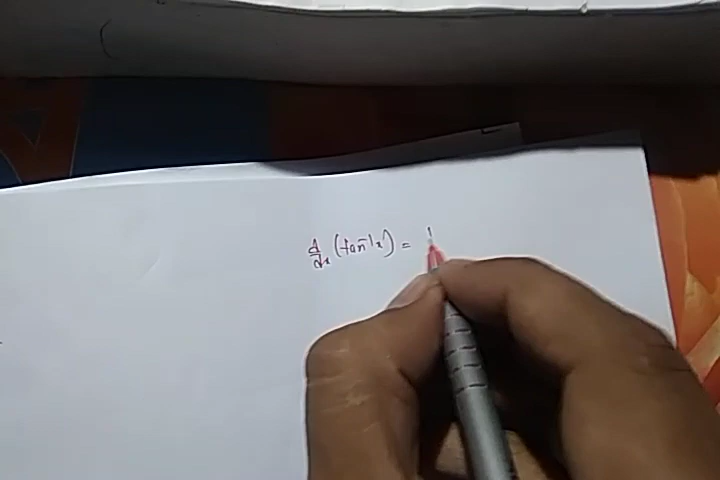 d/dx (tan⁻¹x) = 1